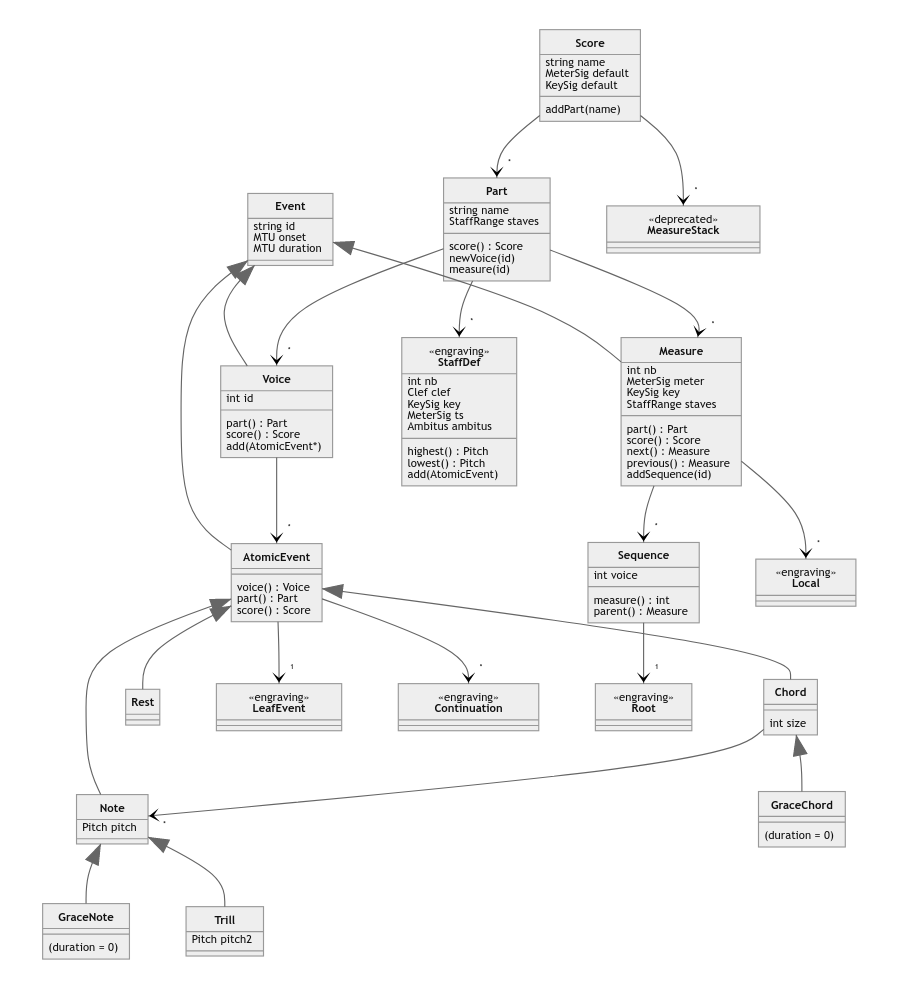 Score
string name
MeterSig default
KeySig default
addPart(name)
Part
string name
StaffRange staves
score() : Score
newVoice(id)
measure(id)
Event
string id
MTU onset
MTU duration
«deprecated»
MeasureStack
Voice
int id
part() : Part
score() : Score
add(AtomicEvent*)
«engraving»
StaffDef
int nb
Clef clef
KeySig key
MeterSig ts
Ambitus ambitus
highest() : Pitch
lowest() : Pitch
add(AtomicEvent)
Measure
int nb
MeterSig meter
KeySig key
StaffRange staves
part() : Part
score() : Score
next() : Measure
previous() : Measure
addSequence(id)
AtomicEvent
voice() : Voice
part() : Part
score() : Score
Sequence
int voice
measure() : int
parent() : Measure
«engraving»
Local
Rest
1
«engraving»
LeafEvent
«engraving»
Continuation
1
«engraving»
Root
Chord
int size
Note
Pitch pitch
GraceChord
(duration = 0)
GraceNote
(duration = 0)
Trill
Pitch pitch2